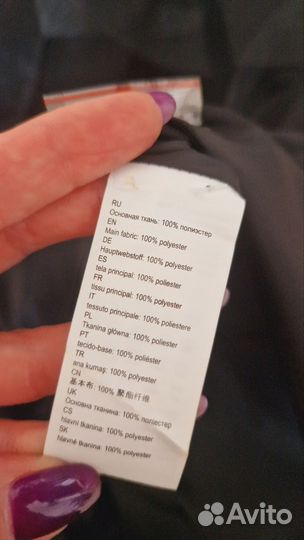 RU
Основная ткань: 100% полиэстер
EN
Main fabric: 100% polyester
DE
Hauptwebstoff: 100% polyester
ES
tela principal: 100% polyester
FR
tissu principal: 100% polyester
IT
tessuto principale: 100% poliestere
PL
Tkanina główna: 100% polyester
PT
tecido-base: 100% poliéster
TR
ana kumaş: 100% polyester
CN
基本布: 100% 聚酯纤维
UK
Основна тканина: 100% поліестер
CS
hlavní tkanina: 100% polyester
SK
hlavné tkanina: 100% polyester
Avito